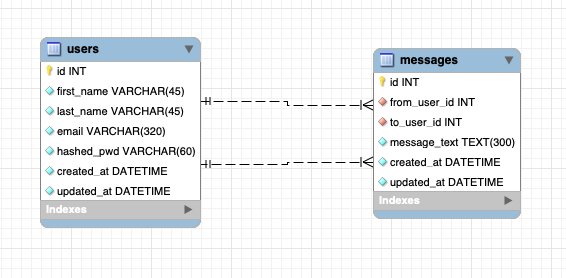 users
id INT
first_name VARCHAR(45)
last_name VARCHAR(45)
email VARCHAR(320)
hashed_pwd VARCHAR(60)
created_at DATETIME
updated_at DATETIME
Indexes
messages
id INT
from_user_id INT
to_user_id INT
message_text TEXT(300)
created_at DATETIME
updated_at DATETIME
Indexes